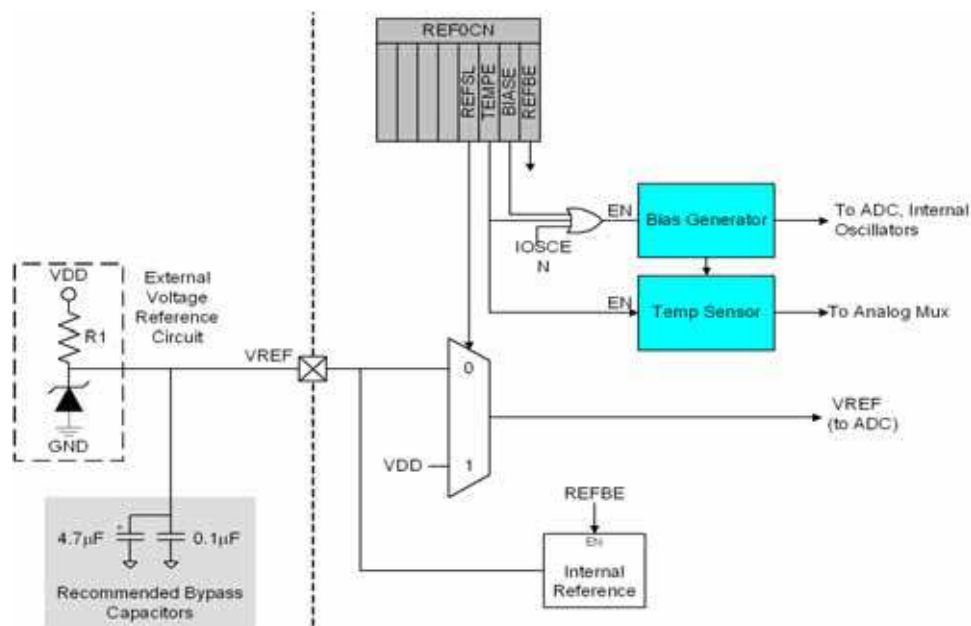 REF0CN
REFSL
TEMPE
BIASE
REFBE
EN
Bias Generator
To ADC, Internal
Oscillators
IOSCE
N
EN
Temp Sensor
To Analog Mux
VDD
R1
GND
External
Voltage
Reference
Circuit
VREF
0
VREF
(to ADC)
VDD
1
REFBE
EN
Internal
Reference
4.7µF
+
0.1µF
Recommended Bypass
Capacitors